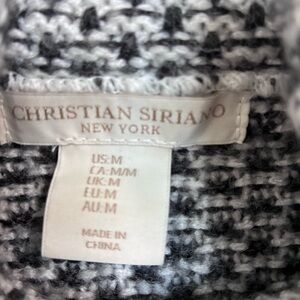 CHRISTIAN SIRIANO
NEW YORK
US:M
CA:M/M
UK:M
EU:M
AU:M
MADE IN
CHINA